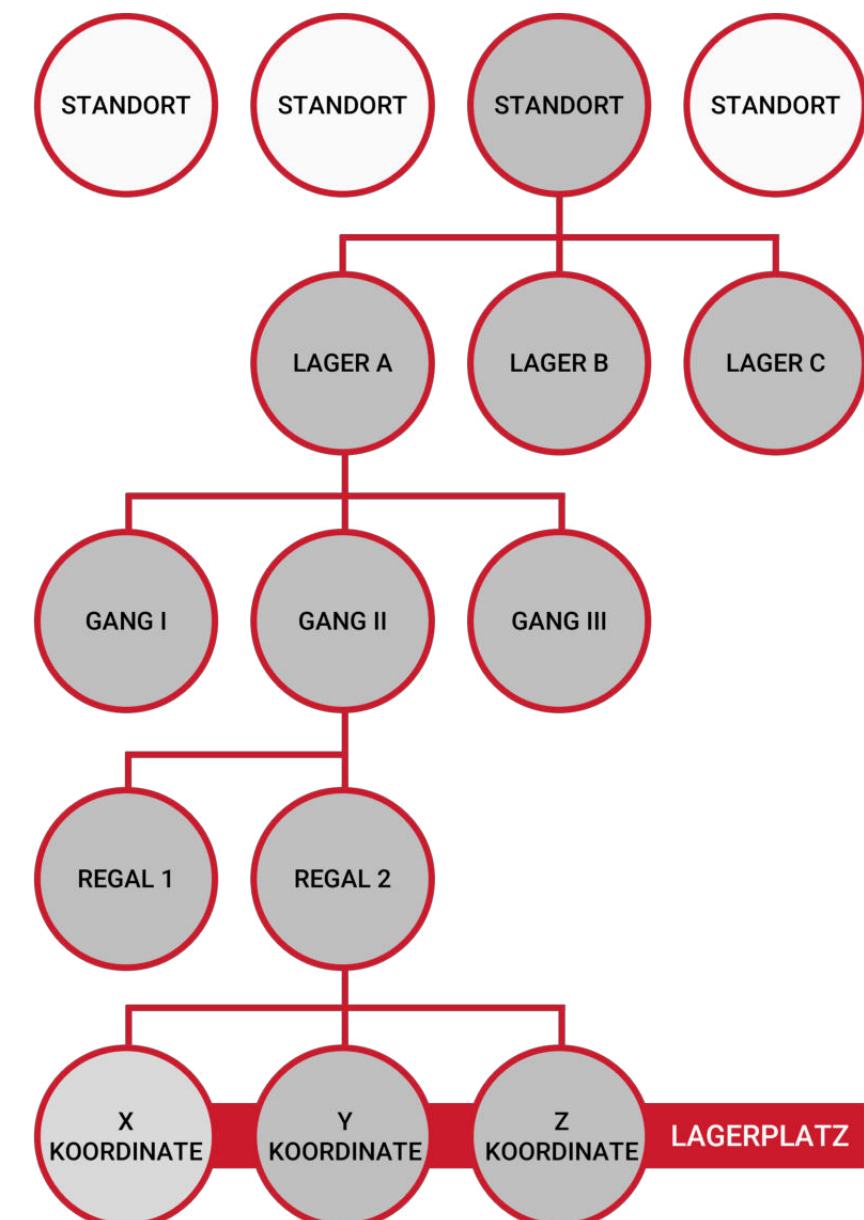 STANDORT
STANDORT
STANDORT
STANDORT
LAGER A
LAGER B
LAGER C
GANG I
GANG II
GANG III
REGAL 1
REGAL 2
X
KOORDINATE
Y
KOORDINATE
Z
KOORDINATE
LAGERPLATZ